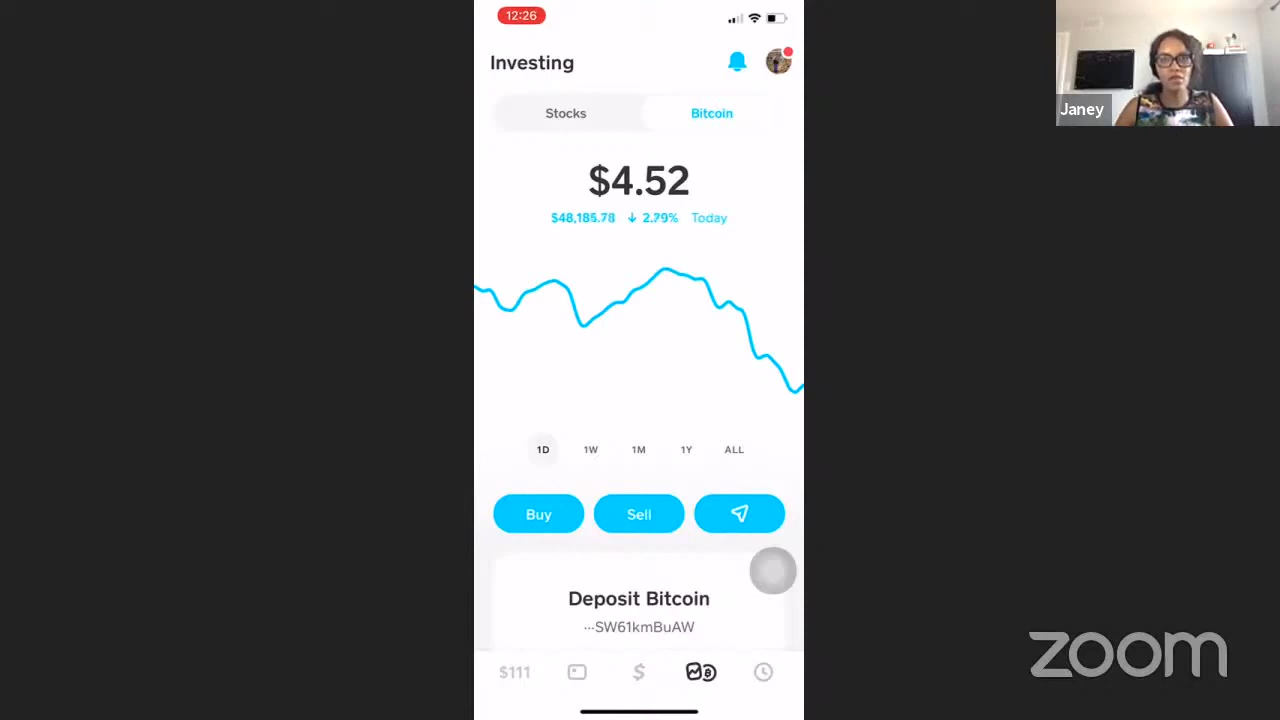 12:26
Investing
Stocks Bitcoin
$4.52
$48,185.78 ↓ 2.79% Today
1D 1W 1M 1Y ALL
Buy Sell
Deposit Bitcoin
···SW61kmBuAW
$111 $
Janey
zoom